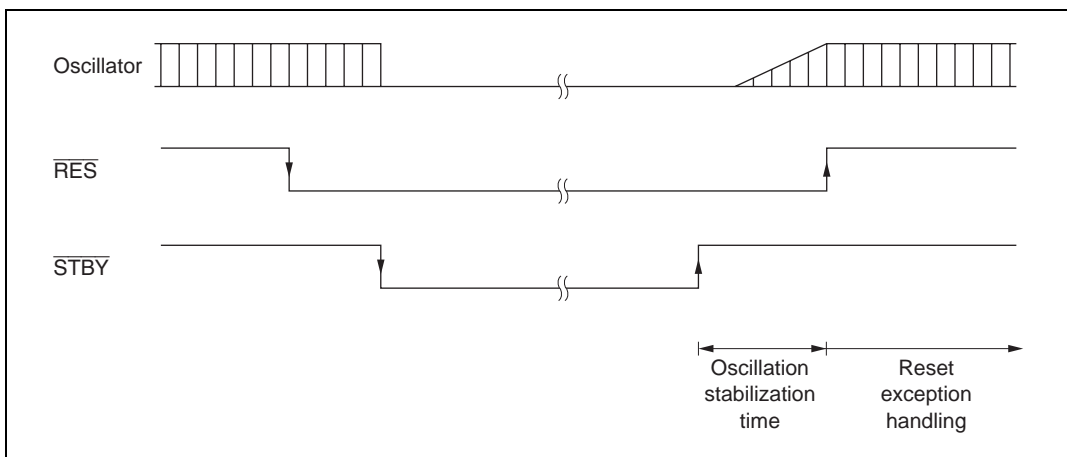 Oscillator
RES
STBY
Oscillation
stabilization
time
Reset
exception
handling